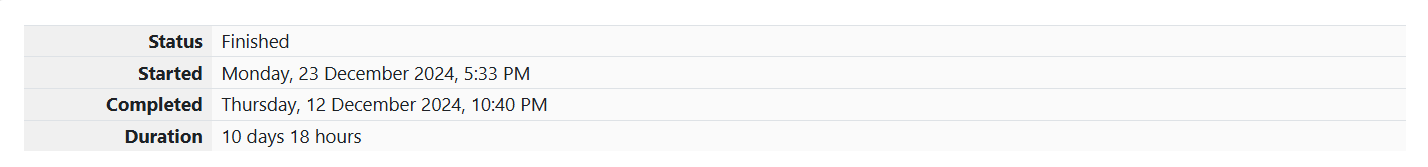 Status Finished
Started Monday, 23 December 2024, 5:33 PM
Completed Thursday, 12 December 2024, 10:40 PM
Duration 10 days 18 hours